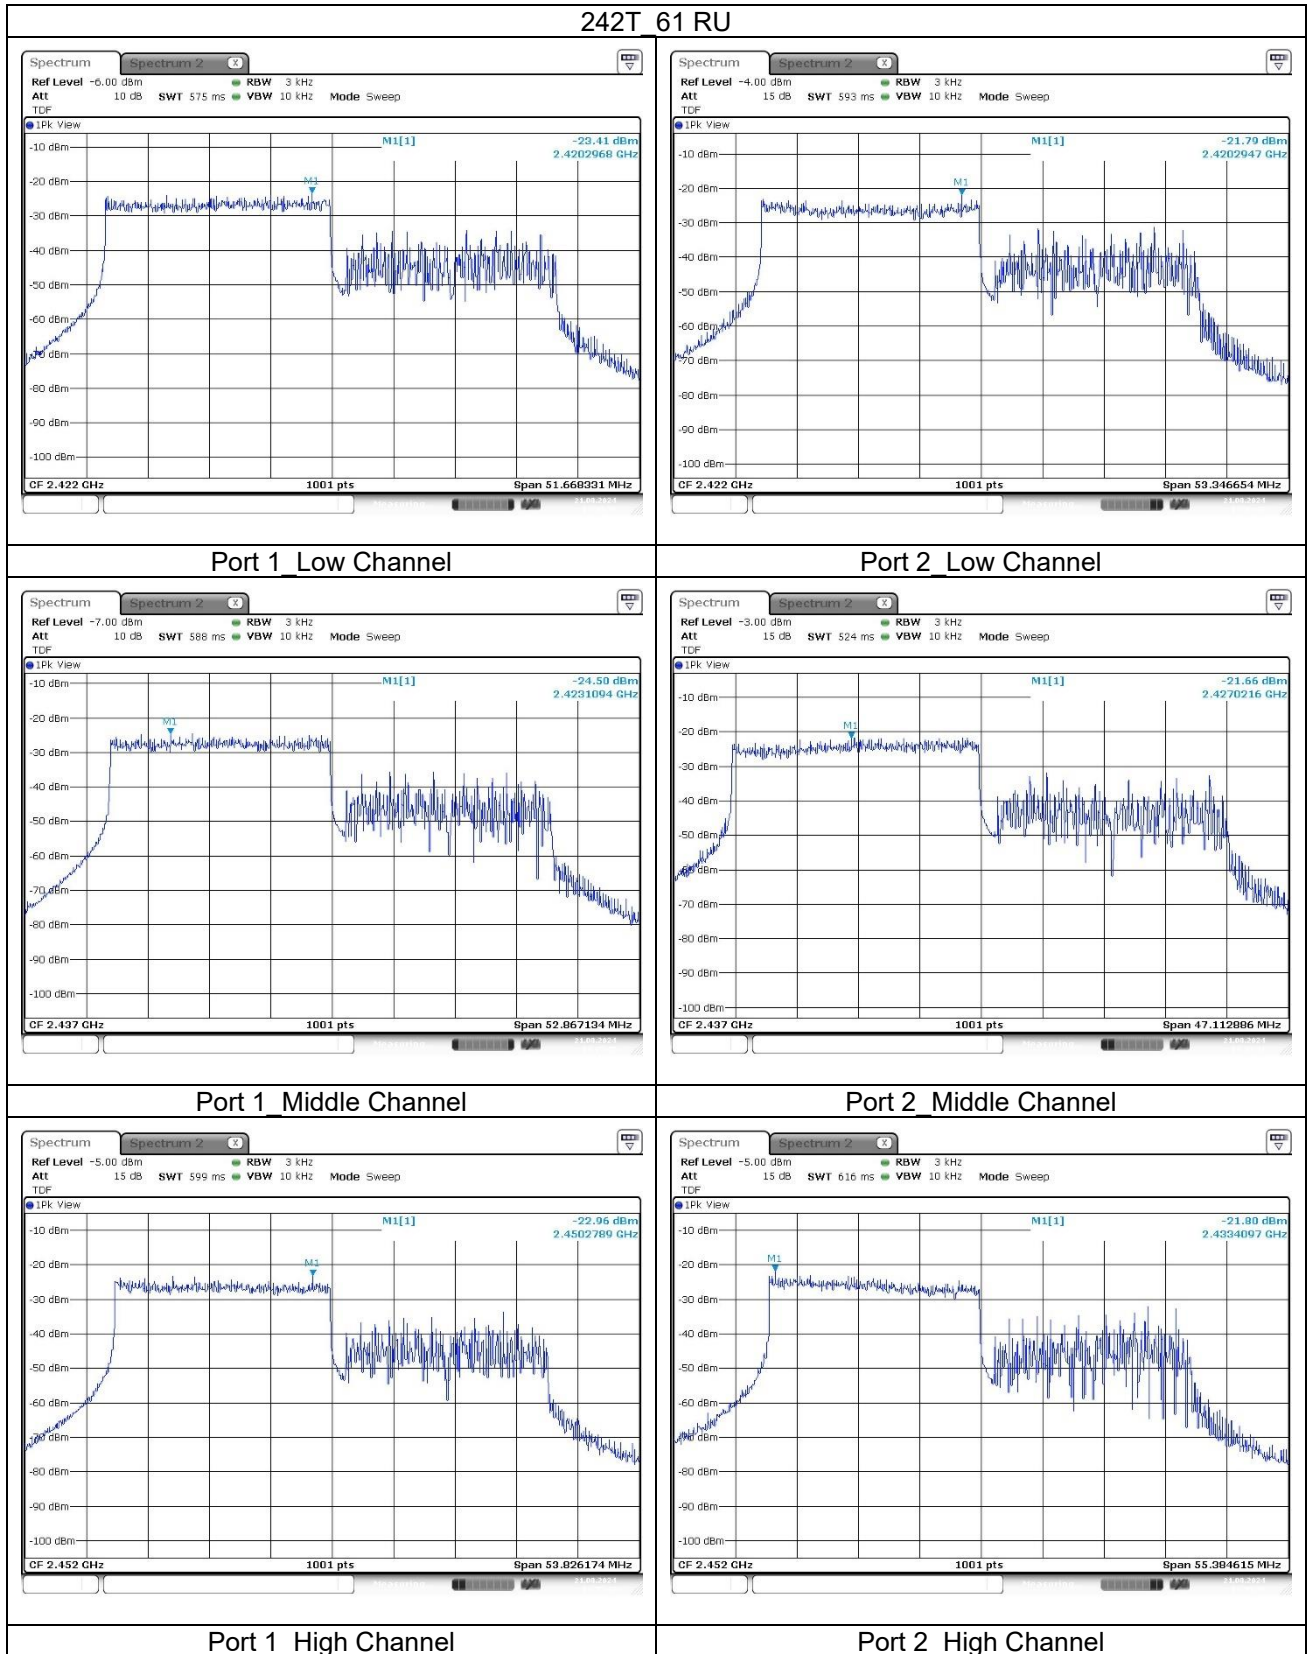 242T_61 RU
Spectrum Spectrum 2 X
Ref Level -6.00 dBm RBW 3 kHz
Att 10 dB SWT 575 ms VBW 10 kHz Mode Sweep
TDF
1Pk View
M1[1] -23.41 dBm
2.4202968 GHz
-10 dBm
M1
-20 dBm
-30 dBm
-40 dBm
-50 dBm
-60 dBm
-70 dBm
-80 dBm
-90 dBm
-100 dBm
CF 2.422 GHz 1001 pts Span 51.668331 MHz
Spectrum Spectrum 2 X
Ref Level -4.00 dBm RBW 3 kHz
Att 15 dB SWT 593 ms VBW 10 kHz Mode Sweep
TDF
1Pk View
M1[1] -21.79 dBm
2.4202947 GHz
-10 dBm
M1
-20 dBm
-30 dBm
-40 dBm
-50 dBm
-60 dBm
-70 dBm
-80 dBm
-90 dBm
-100 dBm
CF 2.422 GHz 1001 pts Span 53.346654 MHz
Port 1_Low Channel Port 2_Low Channel
Spectrum Spectrum 2 X
Ref Level -7.00 dBm RBW 3 kHz
Att 10 dB SWT 588 ms VBW 10 kHz Mode Sweep
TDF
1Pk View
M1[1] -24.50 dBm
2.4231094 GHz
-10 dBm
M1
-20 dBm
-30 dBm
-40 dBm
-50 dBm
-60 dBm
-70 dBm
-80 dBm
-90 dBm
-100 dBm
CF 2.437 GHz 1001 pts Span 52.867134 MHz
Spectrum Spectrum 2 X
Ref Level -3.00 dBm RBW 3 kHz
Att 15 dB SWT 524 ms VBW 10 kHz Mode Sweep
TDF
1Pk View
M1[1] -21.66 dBm
2.4270216 GHz
-10 dBm
M1
-20 dBm
-30 dBm
-40 dBm
-50 dBm
-60 dBm
-70 dBm
-80 dBm
-90 dBm
-100 dBm
CF 2.437 GHz 1001 pts Span 47.112886 MHz
Port 1_Middle Channel Port 2_Middle Channel
Spectrum Spectrum 2 X
Ref Level -5.00 dBm RBW 3 kHz
Att 15 dB SWT 599 ms VBW 10 kHz Mode Sweep
TDF
1Pk View
M1[1] -22.96 dBm
2.4502789 GHz
-10 dBm
M1
-20 dBm
-30 dBm
-40 dBm
-50 dBm
-60 dBm
-70 dBm
-80 dBm
-90 dBm
-100 dBm
CF 2.452 GHz 1001 pts Span 53.826174 MHz
Spectrum Spectrum 2 X
Ref Level -5.00 dBm RBW 3 kHz
Att 15 dB SWT 616 ms VBW 10 kHz Mode Sweep
TDF
1Pk View
M1[1] -21.80 dBm
2.4334097 GHz
-10 dBm
M1
-20 dBm
-30 dBm
-40 dBm
-50 dBm
-60 dBm
-70 dBm
-80 dBm
-90 dBm
-100 dBm
CF 2.452 GHz 1001 pts Span 55.384615 MHz
Port 1_High Channel Port 2_High Channel